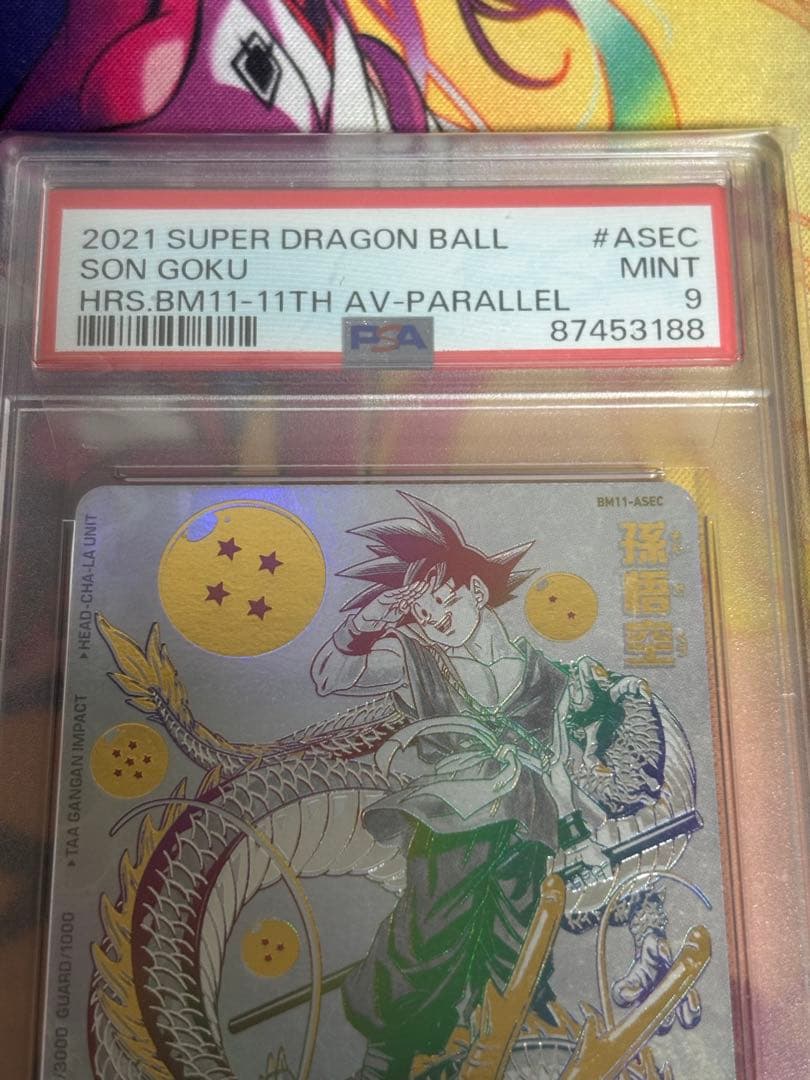 2021 SUPER DRAGON BALL #ASEC
SON GOKU MINT
HRS.BM11-11TH AV-PARALLEL 9
PSA 87453188
BM11-ASEC
孫悟空
▸HEAD-CHA-LA UNIT
▸TAA GANGAN IMPACT
/3000 GUARD/1000